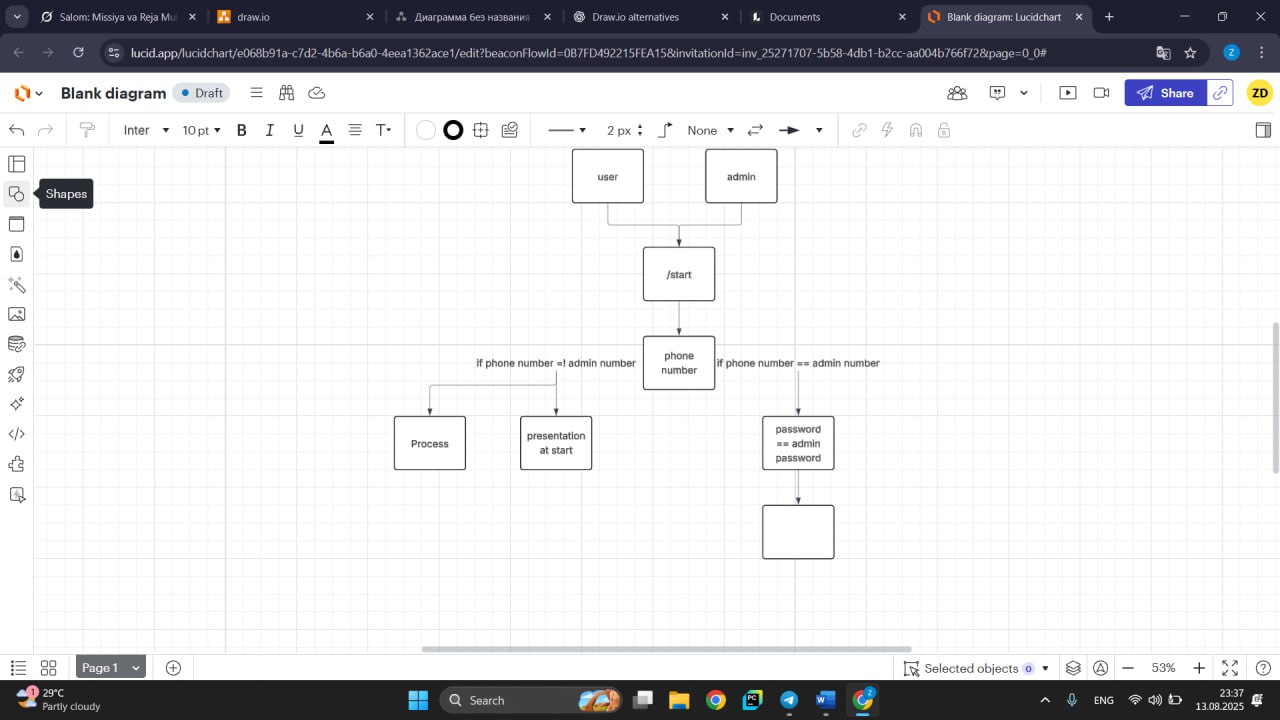 Salom: Missiya va Reja Mu
draw.io
Диаграмма без названия
Draw.io alternatives
Documents
Blank diagram: Lucidchart
lucid.app/lucidchart/e068b91a-c7d2-4b6a-b6a0-4eea1362ace1/edit?beaconFlowId=0B7FD492215FEA15&invitationId=inv_25271707-5b58-4db1-b2cc-aa004b766f72&page=0_0#
Z
Blank diagram
Draft
Share
ZD
Inter
10 pt
B
I
U
A
T
2 px
None
Shapes
user
admin
/start
phone
number
if phone number =! admin number
if phone number == admin number
Process
presentation
at start
password
== admin
password
Page 1
Selected objects
0
53%
1
29°C
Partly cloudy
Search
PC
W
Z
ENG
23:37
13.08.2025